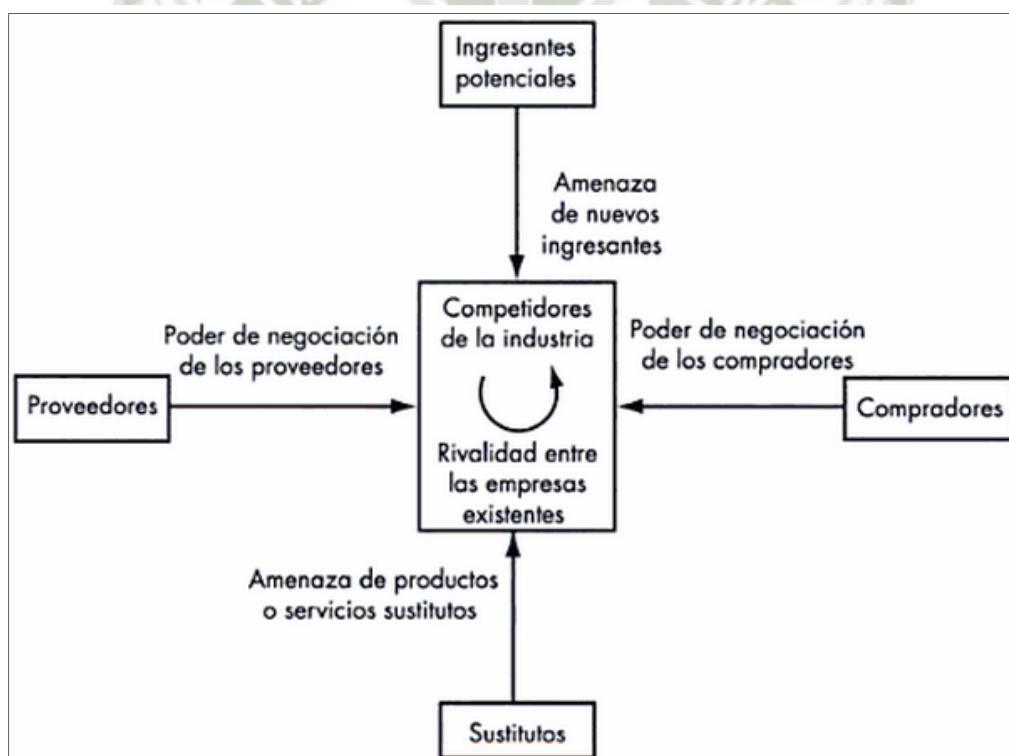 Ingresantes
potenciales
Amenaza
de nuevos
ingresantes
Poder de negociación
de los proveedores
Proveedores
Competidores
de la industria
Rivalidad entre
las empresas
existentes
Poder de negociación
de los compradores
Compradores
Amenaza de productos
o servicios sustitutos
Sustitutos